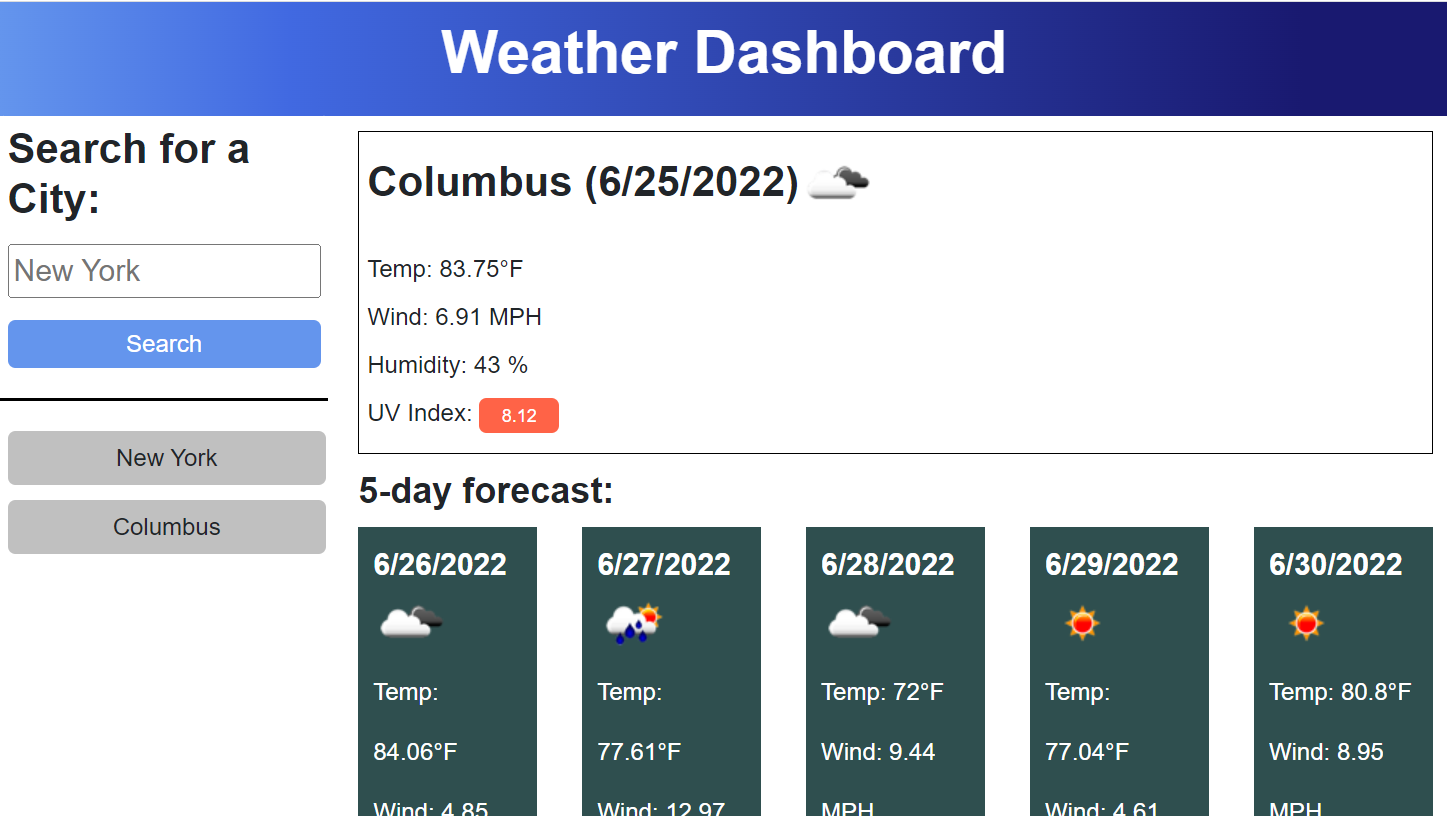 Weather Dashboard
Search for a
City:
New York
Search
New York
Columbus
Columbus (6/25/2022)
Temp: 83.75°F
Wind: 6.91 MPH
Humidity: 43 %
UV Index: 8.12
5-day forecast:
6/26/2022
Temp:
84.06°F
Wind: 4.85
6/27/2022
Temp:
77.61°F
Wind: 12.97
6/28/2022
Temp: 72°F
Wind: 9.44
MPH
6/29/2022
Temp:
77.04°F
Wind: 4.61
6/30/2022
Temp: 80.8°F
Wind: 8.95
MPH